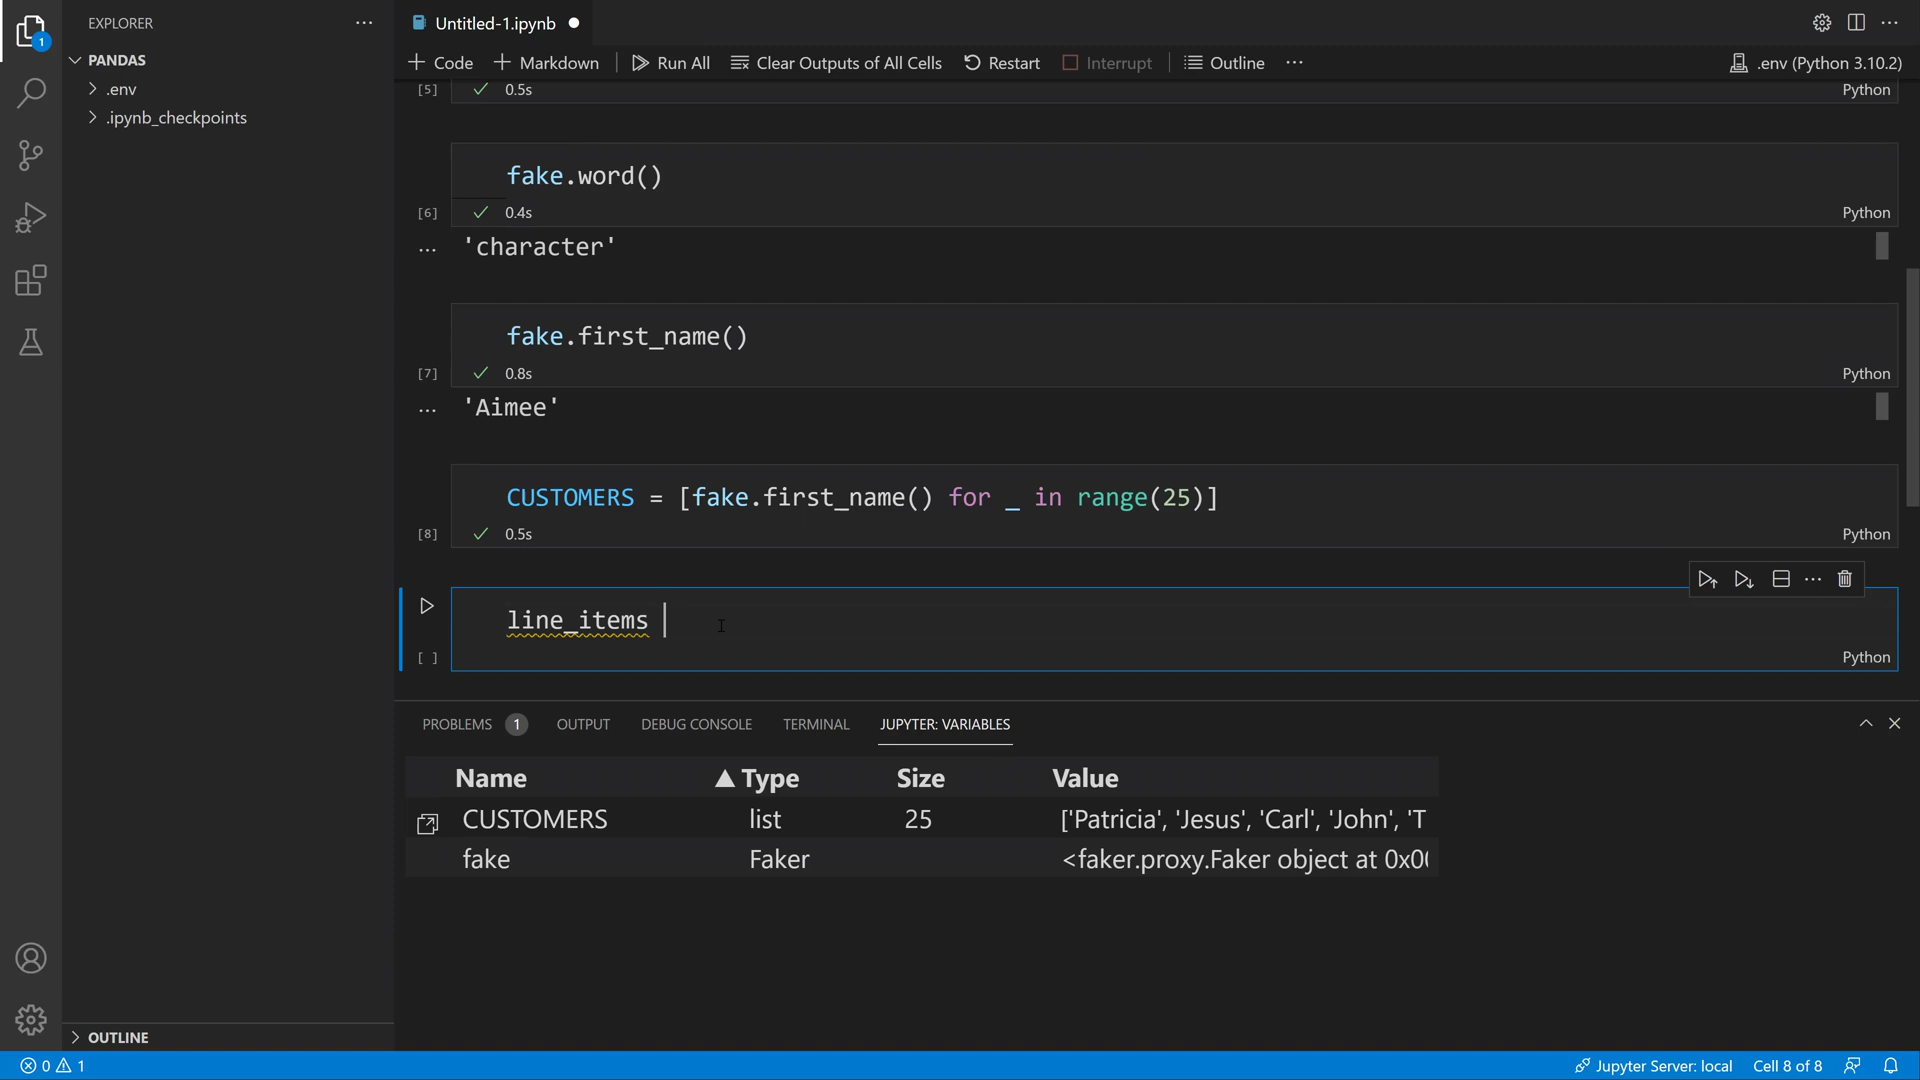 EXPLORER
Untitled-1.ipynb
1
PANDAS
.env
.ipynb_checkpoints
Code
Markdown
Run All
Clear Outputs of All Cells
Restart
Interrupt
Outline
.env (Python 3.10.2)
[5]
0.5s
Python
fake.word()
[6]
0.4s
Python
'character'
fake.first_name()
[7]
0.8s
Python
'Aimee'
CUSTOMERS = [fake.first_name() for _ in range(25)]
[8]
0.5s
Python
line_items
[ ]
Python
PROBLEMS 1 OUTPUT DEBUG CONSOLE TERMINAL JUPYTER: VARIABLES
Name Type Size Value
CUSTOMERS list 25 ['Patricia', 'Jesus', 'Carl', 'John', 'T
fake Faker <faker.proxy.Faker object at 0x0
OUTLINE
0 1
Jupyter Server: local Cell 8 of 8